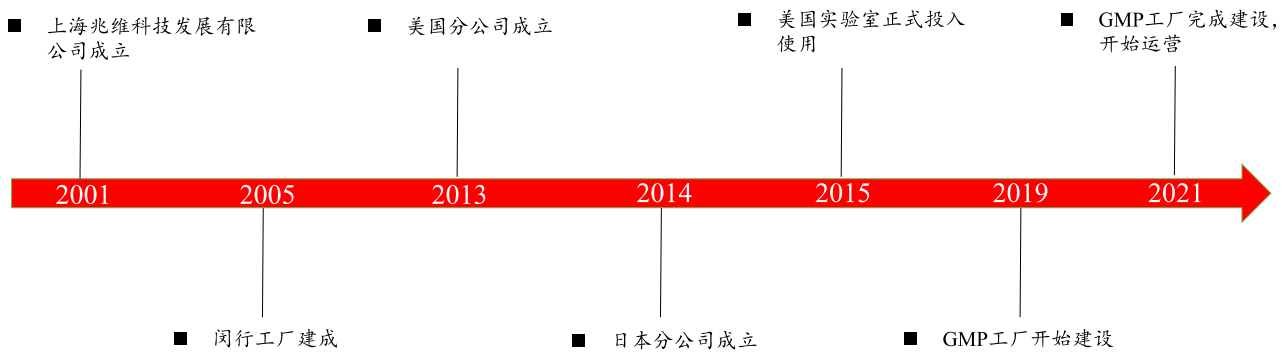 ■ 上海兆维科技发展有限
公司成立
■ 美国分公司成立
■ 美国实验室正式投入
使用
■ GMP工厂完成建设，
开始运营
2001
2005
2013
2014
2015
2019
2021
■ 闵行工厂建成
■ 日本分公司成立
■ GMP工厂开始建设